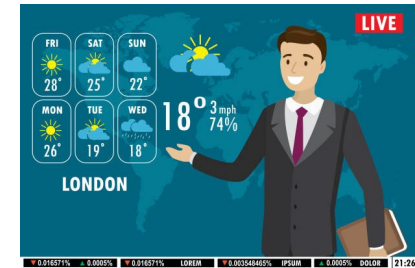 LIVE
FRI SAT SUN
28° 25° 22°
MON TUE WED
26° 19° 18°
18° 3 mph
74%
LONDON
▼ 0.016571% ▲ 0.0005% ▼ 0.016571% LOREM ▼ 0.003548465% IPSUM ▲ 0.0005% DOLOR 21:26